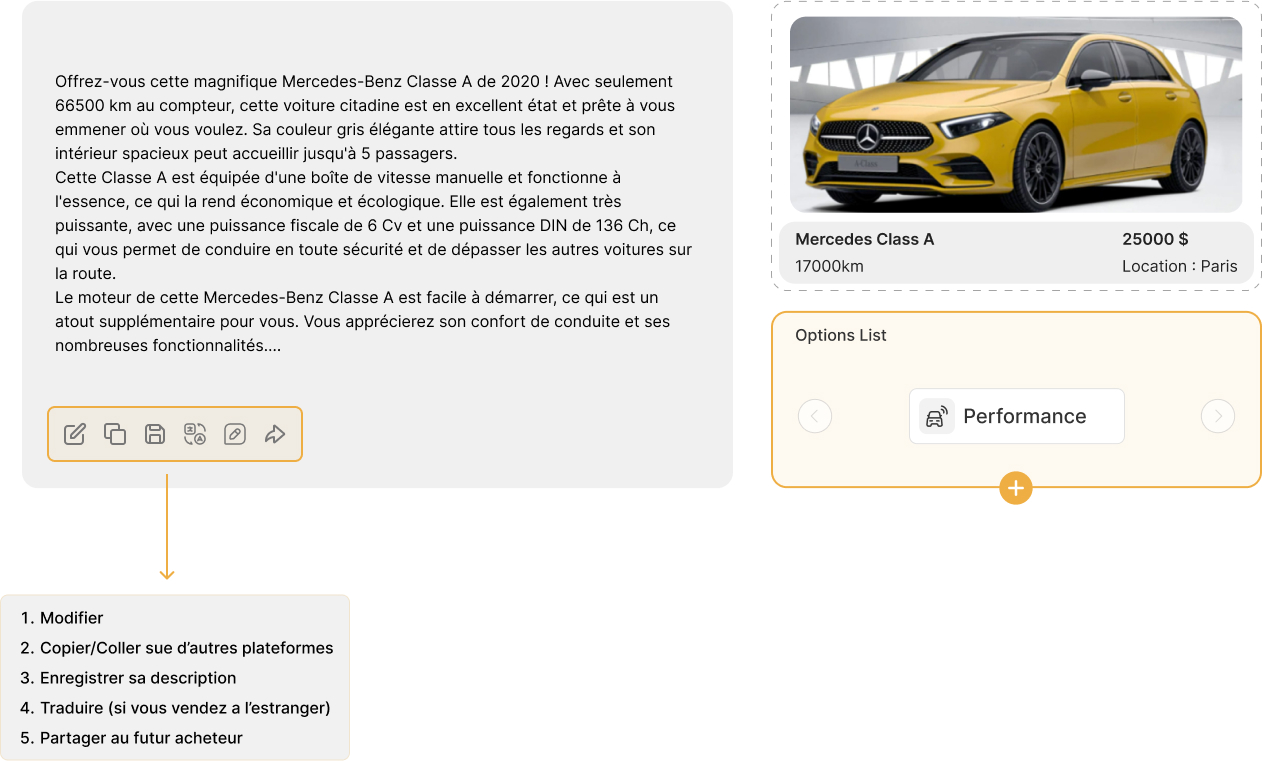 Offrez-vous cette magnifique Mercedes-Benz Classe A de 2020 ! Avec seulement
66500 km au compteur, cette voiture citadine est en excellent état et prête à vous
emmener où vous voulez. Sa couleur gris élégante attire tous les regards et son
intérieur spacieux peut accueillir jusqu'à 5 passagers.
Cette Classe A est équipée d'une boîte de vitesse manuelle et fonctionne à
l'essence, ce qui la rend économique et écologique. Elle est également très
puissante, avec une puissance fiscale de 6 Cv et une puissance DIN de 136 Ch, ce
qui vous permet de conduire en toute sécurité et de dépasser les autres voitures sur
la route.
Le moteur de cette Mercedes-Benz Classe A est facile à démarrer, ce qui est un
atout supplémentaire pour vous. Vous apprécierez son confort de conduite et ses
nombreuses fonctionnalités....
A-Class
Mercedes Class A
25000 $
17000km
Location : Paris
Options List
Performance
1. Modifier
2. Copier/Coller sue d’autres plateformes
3. Enregistrer sa description
4. Traduire (si vous vendez a l’estranger)
5. Partager au futur acheteur